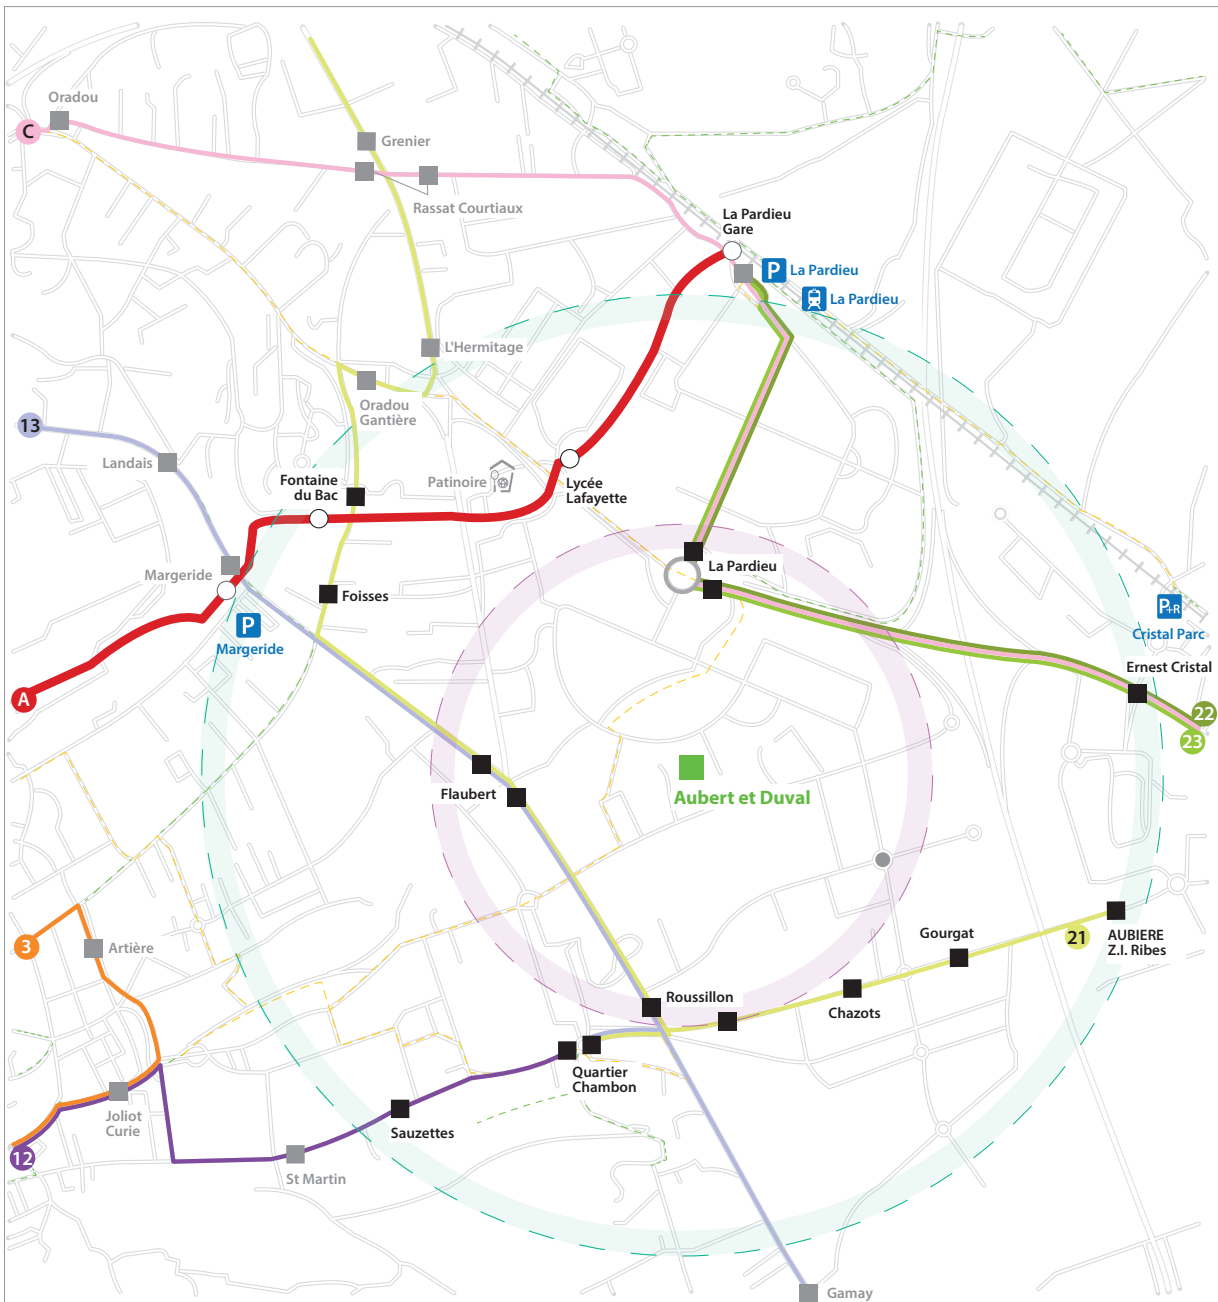 Oradou
C
Grenier
Rassat Courtiaux
La Pardieu
Gare
P
La Pardieu
La Pardieu
L'Hermitage
Oradou
Gantière
13
Landais
Fontaine
du Bac
Patinoire
Lycée
Lafayette
Margeride
Foisses
La Pardieu
P
Margeride
P+R
Cristal Parc
Ernest Cristal
A
22
23
Flaubert
Aubert et Duval
3
Artière
Gourgat
21
AUBIERE
Z.I. Ribes
Roussillon
Chazots
Quartier
Chambon
Joliot
Curie
Sauzettes
12
St Martin
Gamay